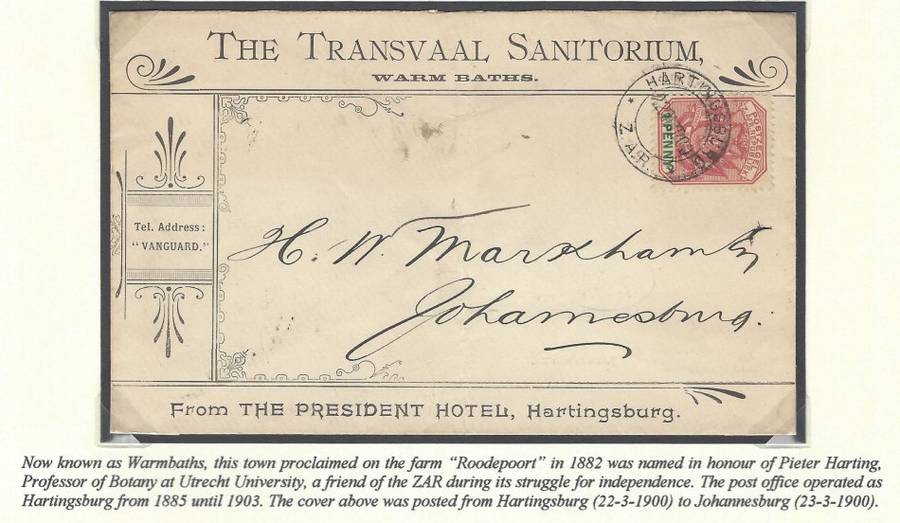 THE TRANSVAAL SANITORIUM,
WARM BATHS.
HARTINGSBURG
Z.A.R.
1 PENNY
Tel. Address:
"VANGUARD."
H. W. Markham
Johannesburg.
From THE PRESIDENT HOTEL, Hartingsburg.
Now known as Warmbaths, this town proclaimed on the farm "Roodepoort" in 1882 was named in honour of Pieter Harting,
Professor of Botany at Utrecht University, a friend of the ZAR during its struggle for independence. The post office operated as
Hartingsburg from 1885 until 1903. The cover above was posted from Hartingsburg (22-3-1900) to Johannesburg (23-3-1900).